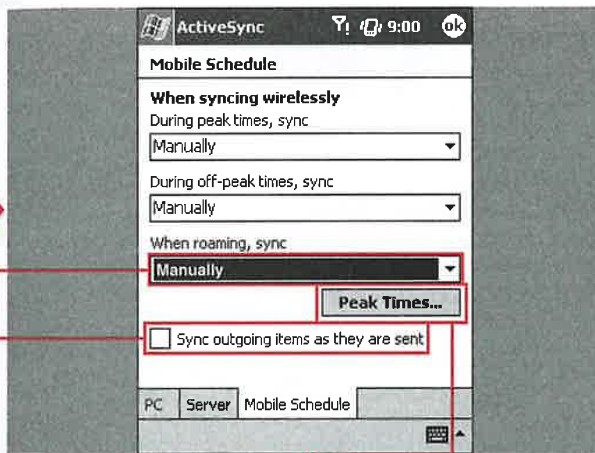 ActiveSync 9:00 ok
Mobile Schedule
When syncing wirelessly
During peak times, sync
Manually
During off-peak times, sync
Manually
When roaming, sync
Manually
Peak Times...
Sync outgoing items as they are sent
PC Server Mobile Schedule